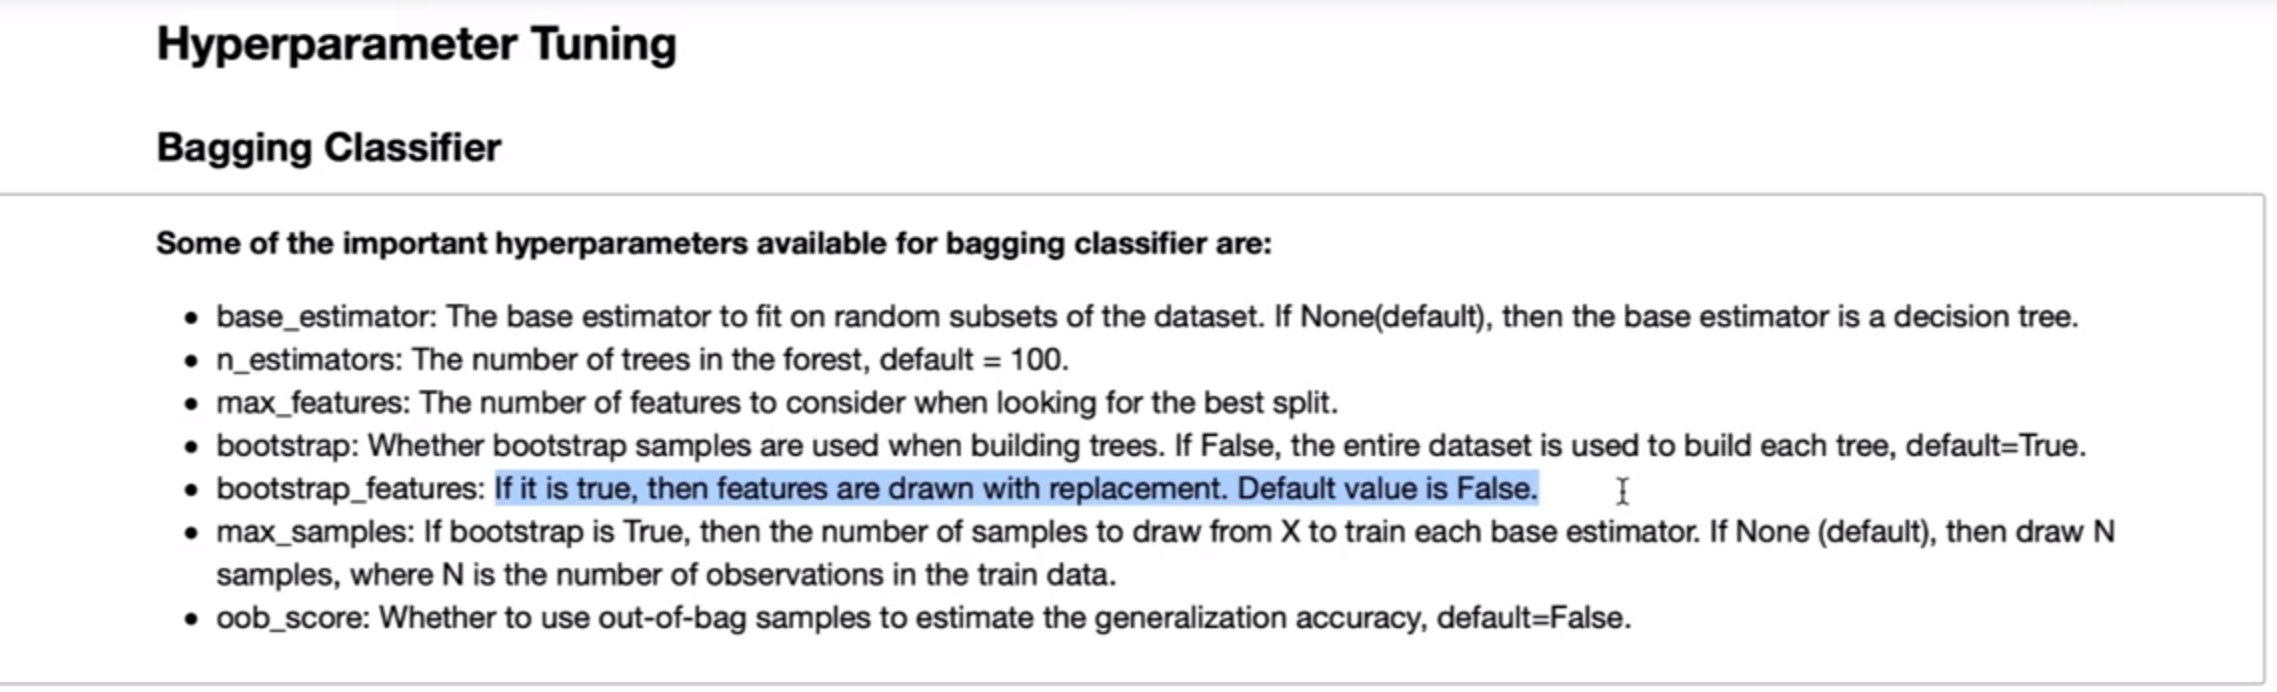 Hyperparameter Tuning
Bagging Classifier
Some of the important hyperparameters available for bagging classifier are:
• base_estimator: The base estimator to fit on random subsets of the dataset. If None(default), then the base estimator is a decision tree.
• n_estimators: The number of trees in the forest, default = 100.
• max_features: The number of features to consider when looking for the best split.
• bootstrap: Whether bootstrap samples are used when building trees. If False, the entire dataset is used to build each tree, default=True.
• bootstrap_features: If it is true, then features are drawn with replacement. Default value is False.
• max_samples: If bootstrap is True, then the number of samples to draw from X to train each base estimator. If None (default), then draw N
samples, where N is the number of observations in the train data.
• oob_score: Whether to use out-of-bag samples to estimate the generalization accuracy, default=False.